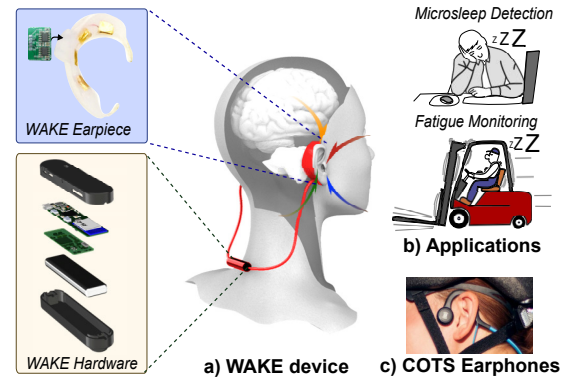 Microsleep Detection
z Z Z
WAKE Earpiece
Fatigue Monitoring
z Z Z
b) Applications
WAKE Hardware
a) WAKE device
c) COTS Earphones